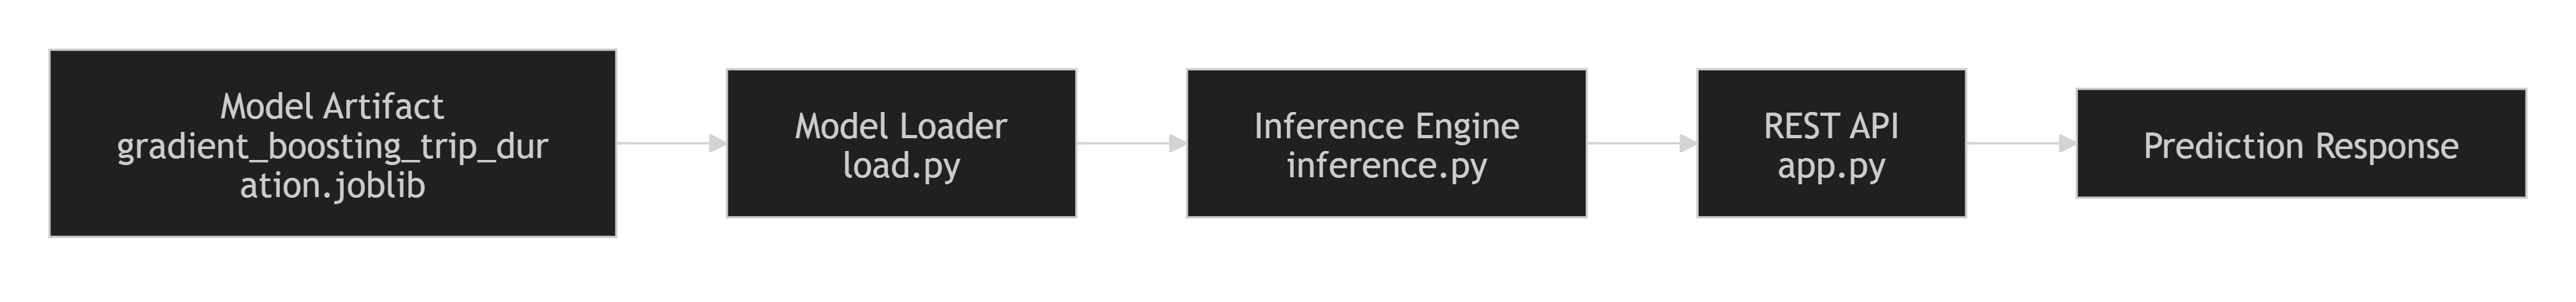 Model Artifact
gradient_boosting_trip_dur
ation.joblib
Model Loader
load.py
Inference Engine
inference.py
REST API
app.py
Prediction Response